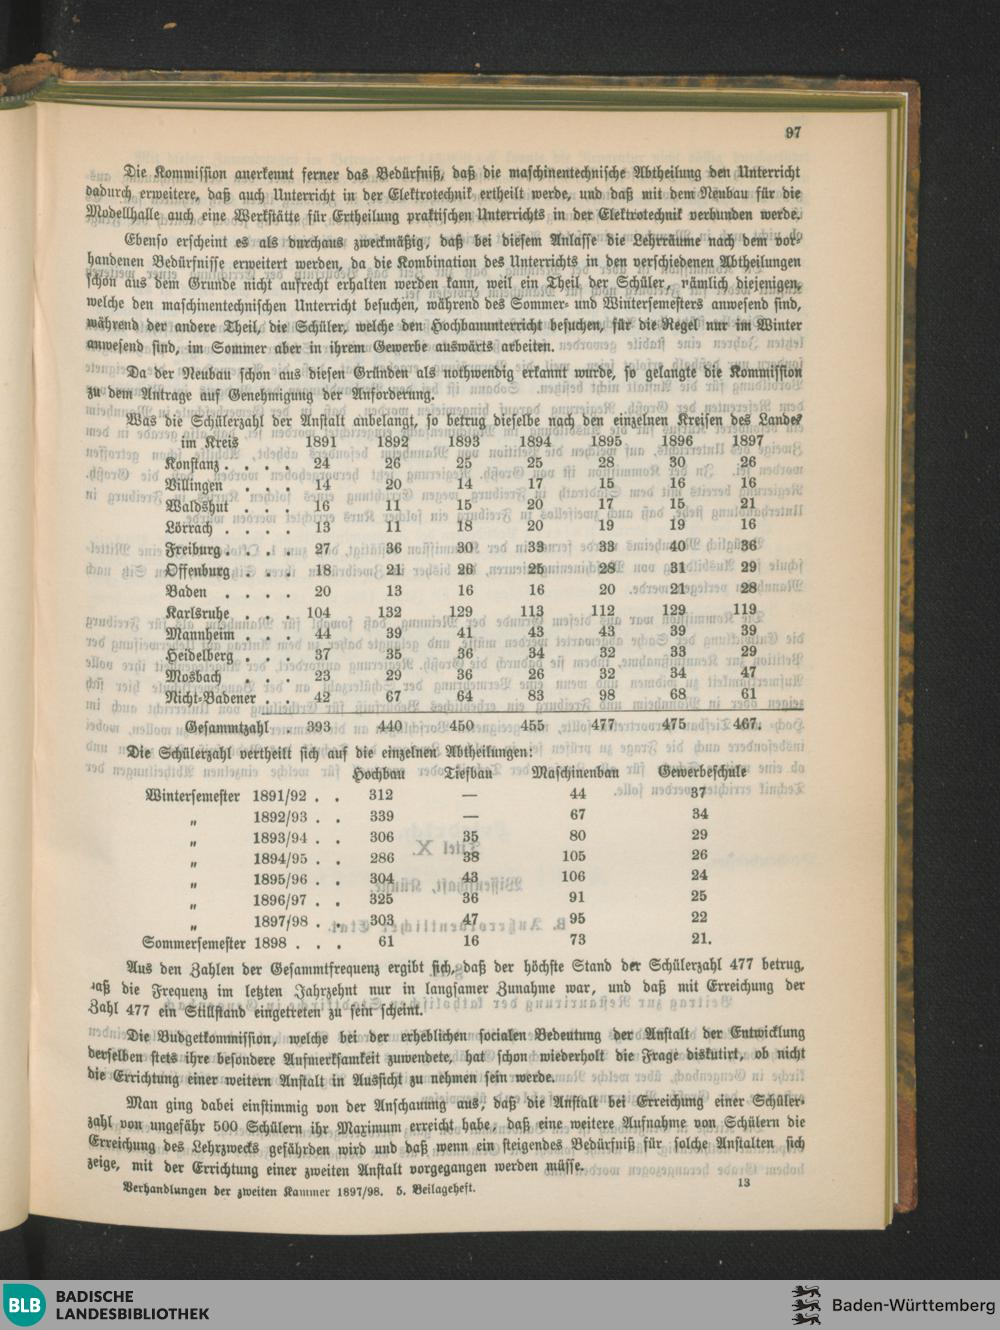 97
Die Kommission anerkennt ferner das Bedürfniß, daß die maschinentechnische Abtheilung den Unterricht
dadurch erweitere, daß auch Unterricht in der Elektrotechnik ertheilt werde, und daß mit dem Neubau für die
Modellhalle auch eine Werkstätte für Ertheilung praktischen Unterrichts in der Elektrotechnik verbunden werde.
Ebenso erscheint es als durchaus zweckmäßig, daß bei diesem Anlasse die Lehrräume nach dem vor-
handenen Bedürfnisse erweitert werden, da die Kombination des Unterrichts in den verschiedenen Abtheilungen
schon aus dem Grunde nicht aufrecht erhalten werden kann, weil ein Theil der Schüler, nämlich diejenigen,
welche den maschinentechnischen Unterricht besuchen, während des Sommer- und Wintersemesters anwesend sind,
während der andere Theil, die Schüler, welche den Hochbauunterricht besuchen, für die Regel nur im Winter
anwesend sind, im Sommer aber in ihrem Gewerbe auswärts arbeiten.
Da der Neubau schon aus diesen Gründen als nothwendig erkannt wurde, so gelangte die Kommission
zu dem Antrage auf Genehmigung der Anforderung.
Was die Schülerzahl der Anstalt anbelangt, so betrug dieselbe nach den einzelnen Kreisen des Landes
im Kreis 1891 1892 1893 1894 1895 1896 1897
Konstanz . . . . 24 26 25 25 28 30 26
Villingen . . . 14 20 14 17 15 16 16
Waldshut . . . 16 11 15 20 17 15 21
Lörrach . . . . 13 11 18 20 19 19 16
Freiburg . . . . 27 36 30 33 33 40 36
Offenburg . . . 18 21 26 25 28 31 29
Baden . . . . 20 13 16 16 20 21 28
Karlsruhe . . . 104 132 129 113 112 129 119
Mannheim . . . 44 39 41 43 43 39 39
Heidelberg . . . 37 35 36 34 32 33 29
Mosbach . . . 23 29 36 26 32 34 47
Nicht-Badener . . 42 67 64 83 98 68 61
Gesammtzahl . 393 440 450 455 477 475 467.
Die Schülerzahl vertheilt sich auf die einzelnen Abtheilungen:
Hochbau Tiefbau Maschinenbau Gewerbeschule
Wintersemester 1891/92 . . 312 — 44 37
„ 1892/93 . . 339 — 67 34
„ 1893/94 . . 306 35 80 29
„ 1894/95 . . 286 38 105 26
„ 1895/96 . . 304 43 106 24
„ 1896/97 . . 325 36 91 25
„ 1897/98 . . 303 47 95 22
Sommersemester 1898 . . . 61 16 73 21.
Aus den Zahlen der Gesammtfrequenz ergibt sich, daß der höchste Stand der Schülerzahl 477 betrug,
daß die Frequenz im letzten Jahrzehnt nur in langsamer Zunahme war, und daß mit Erreichung der
Zahl 477 ein Stillstand eingetreten zu sein scheint.
Die Budgetkommission, welche bei der erheblichen socialen Bedeutung der Anstalt der Entwicklung
derselben stets ihre besondere Aufmerksamkeit zuwendete, hat schon wiederholt die Frage diskutirt, ob nicht
die Errichtung einer weitern Anstalt in Aussicht zu nehmen sein werde.
Man ging dabei einstimmig von der Anschauung aus, daß die Anstalt bei Erreichung einer Schüler-
zahl von ungefähr 500 Schülern ihr Maximum erreicht habe, daß eine weitere Aufnahme von Schülern die
Erreichung des Lehrzwecks gefährden wird und daß wenn ein steigendes Bedürfniß für solche Anstalten sich
zeige, mit der Errichtung einer zweiten Anstalt vorgegangen werden müsse.
Verhandlungen der zweiten Kammer 1897/98. 5. Beilageheft. 13
BLB BADISCHE
LANDESBIBLIOTHEK
Baden-Württemberg